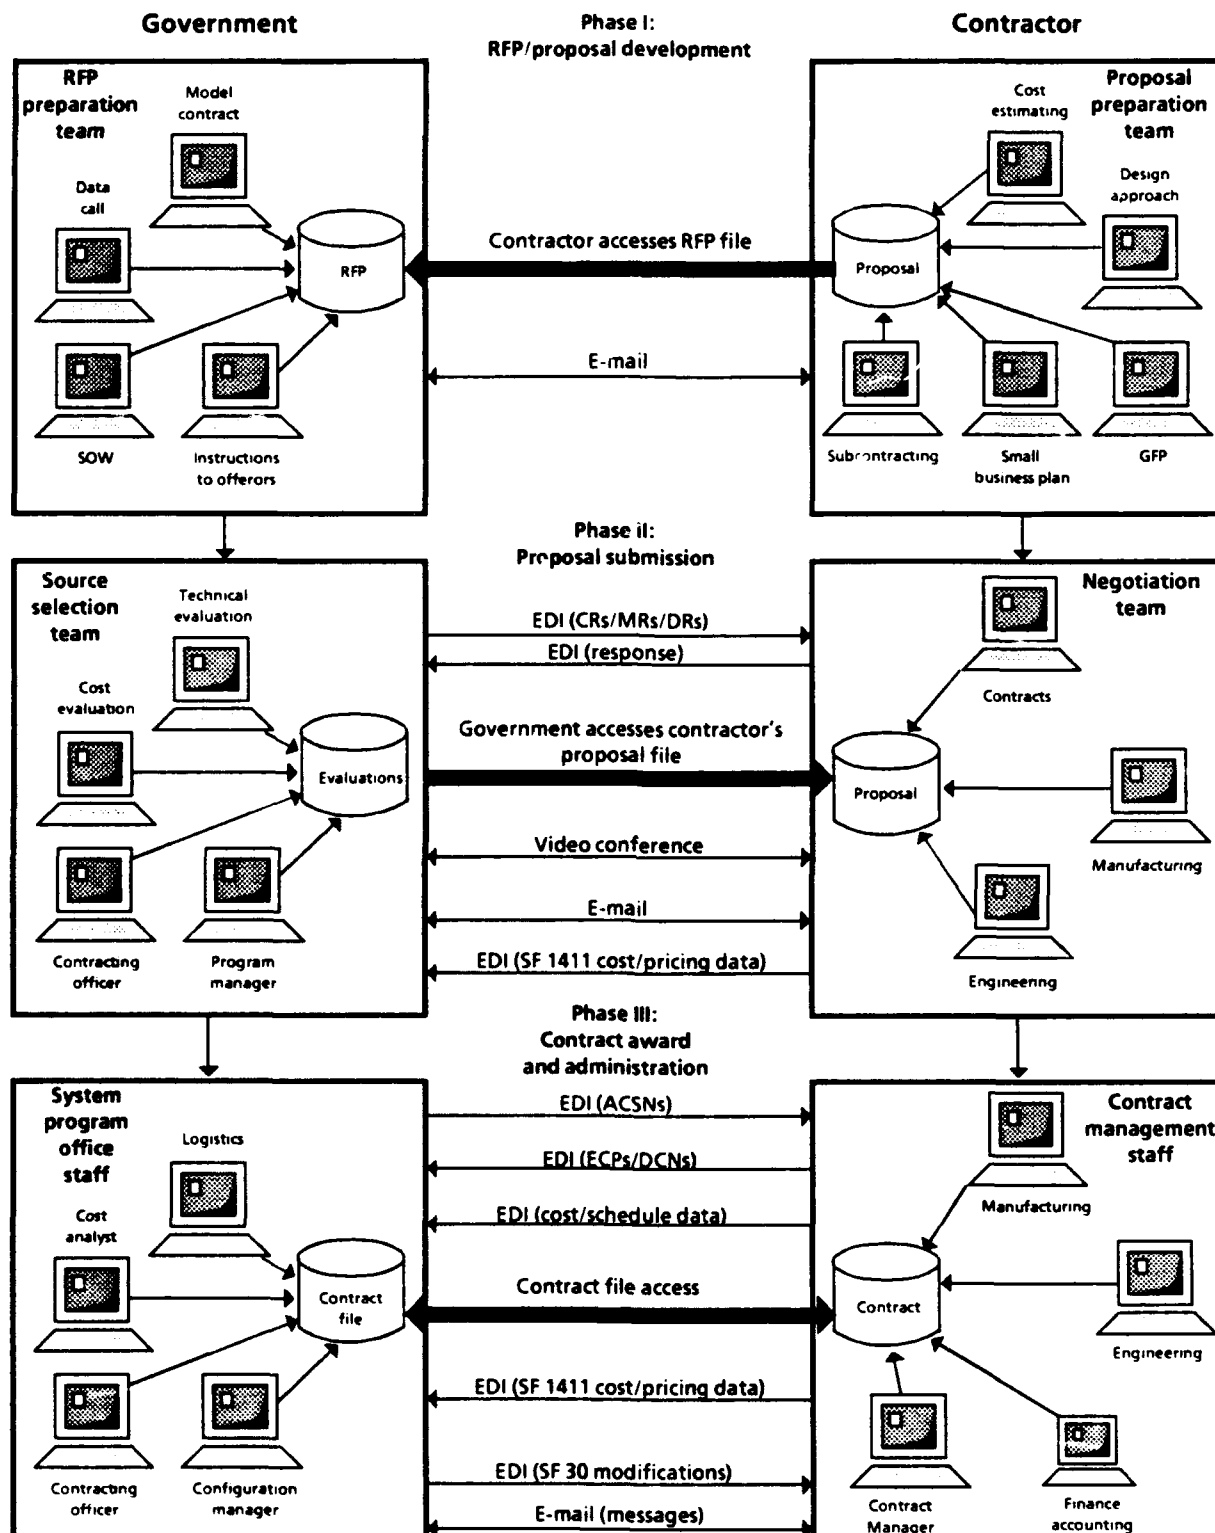 Government
Phase I:
RFP/proposal development
Contractor
RFP
preparation
team
Model
contract
Data
call
RFP
SOW
Instructions
to offerors
Contractor accesses RFP file
E-mail
Cost
estimating
Proposal
preparation
team
Design
approach
Proposal
Subcontracting
Small
business plan
GFP
Phase II:
Proposal submission
Source
selection
team
Technical
evaluation
Cost
evaluation
Evaluations
Contracting
officer
Program
manager
EDI (CRs/MRs/DRs)
EDI (response)
Government accesses contractor's
proposal file
Video conference
E-mail
EDI (SF 1411 cost/pricing data)
Negotiation
team
Contracts
Proposal
Manufacturing
Engineering
Phase III:
Contract award
and administration
System
program
office
staff
Logistics
Cost
analyst
Contract
file
Contracting
officer
Configuration
manager
EDI (ACSNs)
EDI (ECPs/DCNs)
EDI (cost/schedule data)
Contract file access
EDI (SF 1411 cost/pricing data)
EDI (SF 30 modifications)
E-mail (messages)
Contract
management
staff
Manufacturing
Contract
Engineering
Contract
Manager
Finance
accounting